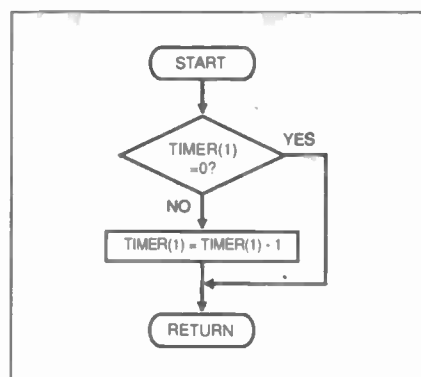 START
TIMER(1)
=0?
YES
NO
TIMER(1) = TIMER(1) - 1
RETURN